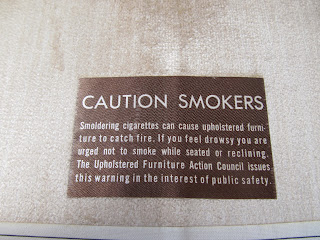 CAUTION SMOKERS
Smoldering cigarettes can cause upholstered furni-
ture to catch fire. If you feel drowsy you are
urged not to smoke while seated or reclining.
The Upholstered Furniture Action Council issues
this warning in the interest of public safety.